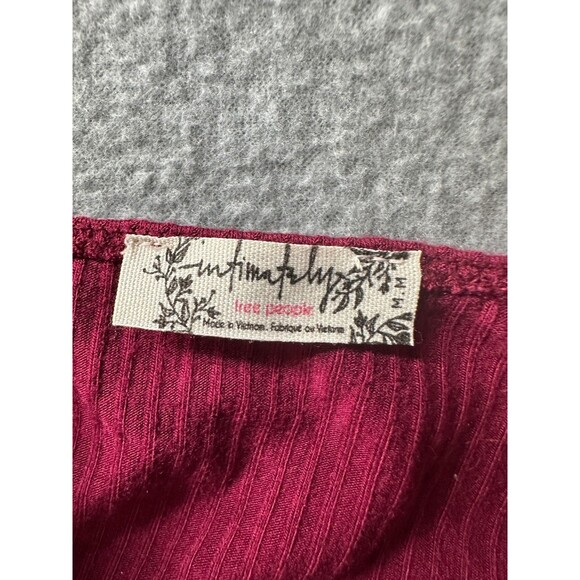 intimately
free people
Made in Vietnam. Fabriqué au Vietnam
M.M